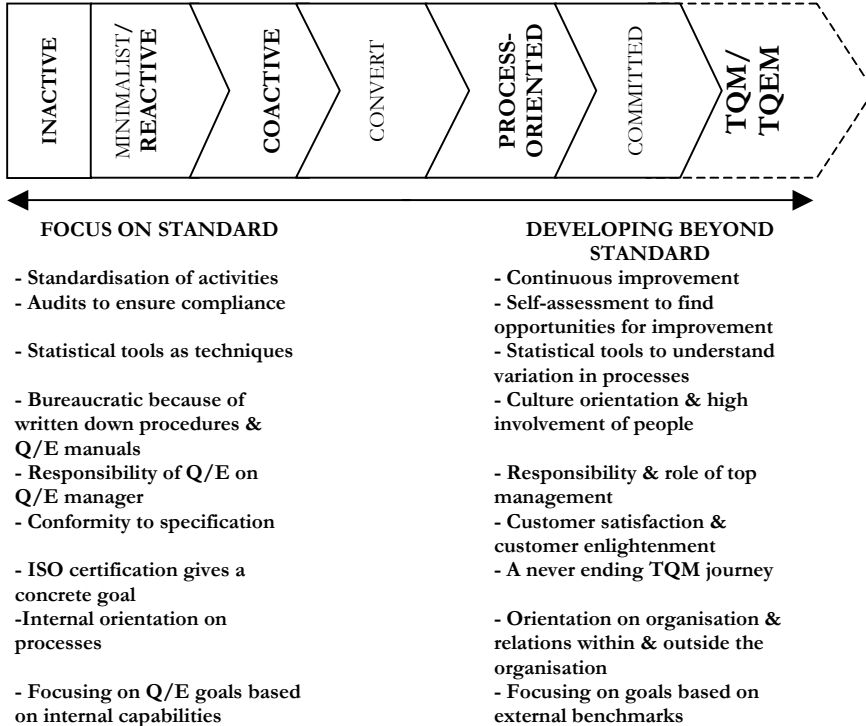 INACTIVE
MINIMALIST/
REACTIVE
COACTIVE
CONVERT
PROCESS-
ORIENTED
COMMITTED
TQM/
TQEM
FOCUS ON STANDARD
- Standardisation of activities
- Audits to ensure compliance
- Statistical tools as techniques
- Bureaucratic because of
written down procedures &
Q/E manuals
- Responsibility of Q/E on
Q/E manager
- Conformity to specification
- ISO certification gives a
concrete goal
-Internal orientation on
processes
- Focusing on Q/E goals based
on internal capabilities
DEVELOPING BEYOND
STANDARD
- Continuous improvement
- Self-assessment to find
opportunities for improvement
- Statistical tools to understand
variation in processes
- Culture orientation & high
involvement of people
- Responsibility & role of top
management
- Customer satisfaction &
customer enlightenment
- A never ending TQM journey
- Orientation on organisation &
relations within & outside the
organisation
- Focusing on goals based on
external benchmarks